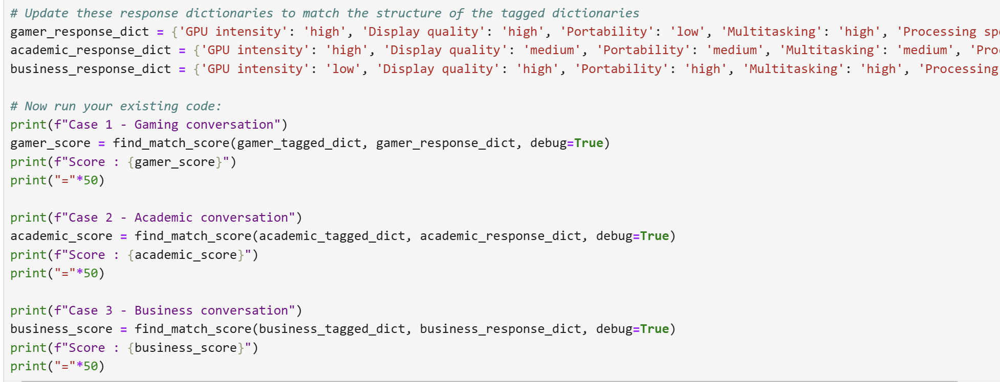 # Update these response dictionaries to match the structure of the tagged dictionaries
gamer_response_dict = {'GPU intensity': 'high', 'Display quality': 'high', 'Portability': 'low', 'Multitasking': 'high', 'Processing
academic_response_dict = {'GPU intensity': 'high', 'Display quality': 'medium', 'Portability': 'medium', 'Multitasking': 'medium',
business_response_dict = {'GPU intensity': 'low', 'Display quality': 'high', 'Portability': 'high', 'Multitasking': 'high', 'Processing
# Now run your existing code:
print(f"Case 1 - Gaming conversation")
gamer_score = find_match_score(gamer_tagged_dict, gamer_response_dict, debug=True)
print(f"Score : {gamer_score}")
print("="*50)
print(f"Case 2 - Academic conversation")
academic_score = find_match_score(academic_tagged_dict, academic_response_dict, debug=True)
print(f"Score : {academic_score}")
print("="*50)
print(f"Case 3 - Business conversation")
business_score = find_match_score(business_tagged_dict, business_response_dict, debug=True)
print(f"Score : {business_score}")
print("="*50)